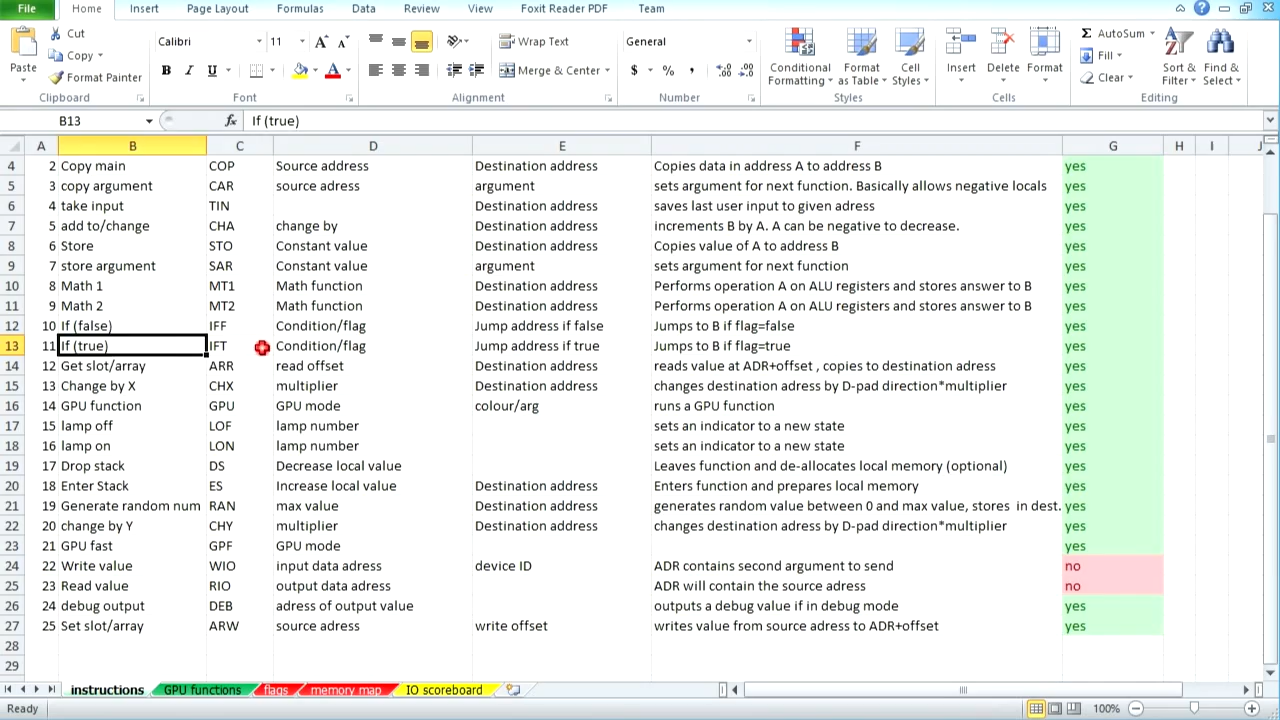 File Home Insert Page Layout Formulas Data Review View Foxit Reader PDF Team
Paste Cut Copy Format Painter Clipboard
Calibri 11 B I U Font
Wrap Text Merge & Center Alignment
General $ % , Number
Conditional Formatting Format as Table Cell Styles Styles
Insert Delete Format Cells
Σ AutoSum Fill Clear Sort & Filter Find & Select Editing
B13 fx If (true)
A B C D E F G H I J
4 2 Copy main COP Source address Destination address Copies data in address A to address B yes
5 3 copy argument CAR source adress argument sets argument for next function. Basically allows negative locals yes
6 4 take input TIN Destination address saves last user input to given adress yes
7 5 add to/change CHA change by Destination address increments B by A. A can be negative to decrease. yes
8 6 Store STO Constant value Destination address Copies value of A to address B yes
9 7 store argument SAR Constant value argument sets argument for next function yes
10 8 Math 1 MT1 Math function Destination address Performs operation A on ALU registers and stores answer to B yes
11 9 Math 2 MT2 Math function Destination address Performs operation A on ALU registers and stores answer to B yes
12 10 If (false) IFF Condition/flag Jump address if false Jumps to B if flag=false yes
13 11 If (true) IFT Condition/flag Jump address if true Jumps to B if flag=true yes
14 12 Get slot/array ARR read offset Destination address reads value at ADR+offset , copies to destination adress yes
15 13 Change by X CHX multiplier Destination address changes destination adress by D-pad direction*multiplier yes
16 14 GPU function GPU GPU mode colour/arg runs a GPU function yes
17 15 lamp off LOF lamp number sets an indicator to a new state yes
18 16 lamp on LON lamp number sets an indicator to a new state yes
19 17 Drop stack DS Decrease local value Leaves function and de-allocates local memory (optional) yes
20 18 Enter Stack ES Increase local value Destination address Enters function and prepares local memory yes
21 19 Generate random num RAN max value Destination address generates random value between 0 and max value, stores in dest. yes
22 20 change by Y CHY multiplier Destination address changes destination adress by D-pad direction*multiplier yes
23 21 GPU fast GPF GPU mode yes
24 22 Write value WIO input data adress device ID ADR contains second argument to send no
25 23 Read value RIO output data adress ADR will contain the source adress no
26 24 debug output DEB adress of output value outputs a debug value if in debug mode yes
27 25 Set slot/array ARW source adress write offset writes value from source adress to ADR+offset yes
28
29
instructions GPU functions flags memory map IO scoreboard
Ready 100%